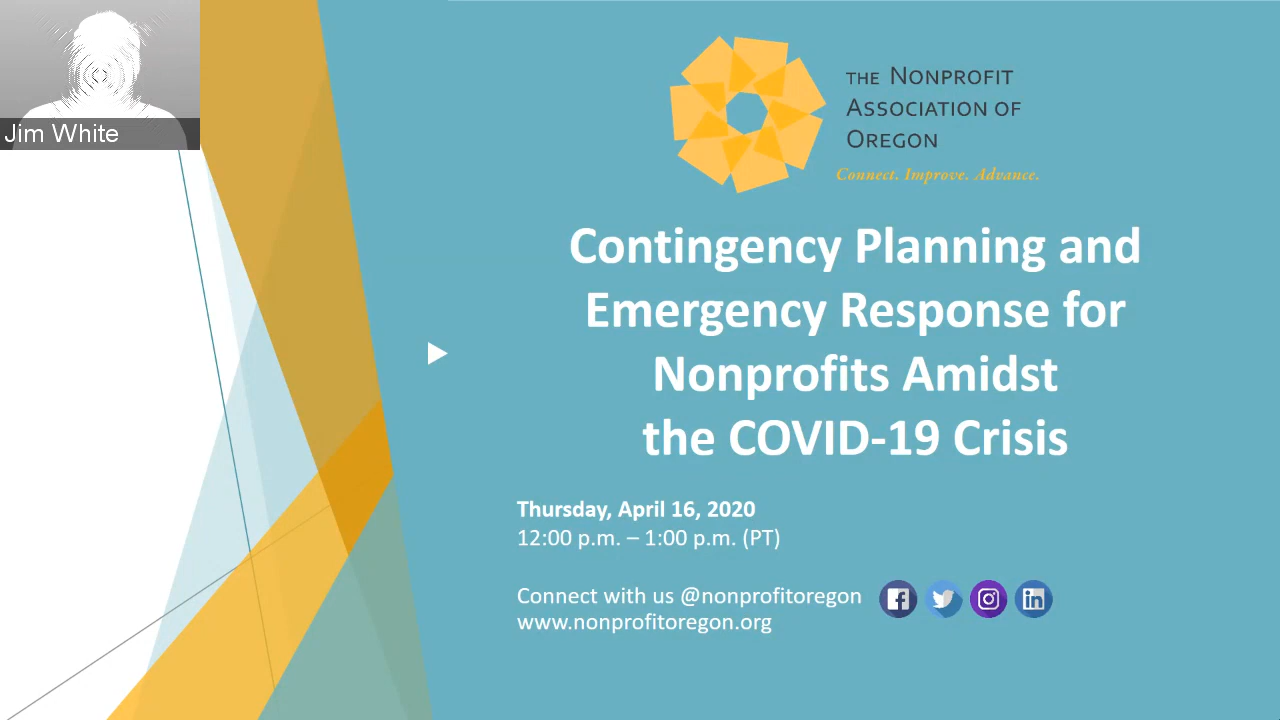 Jim White
THE NONPROFIT
ASSOCIATION OF
OREGON
Connect. Improve. Advance.
Contingency Planning and
Emergency Response for
Nonprofits Amidst
the COVID-19 Crisis
Thursday, April 16, 2020
12:00 p.m. – 1:00 p.m. (PT)
Connect with us @nonprofitoregon
www.nonprofitoregon.org